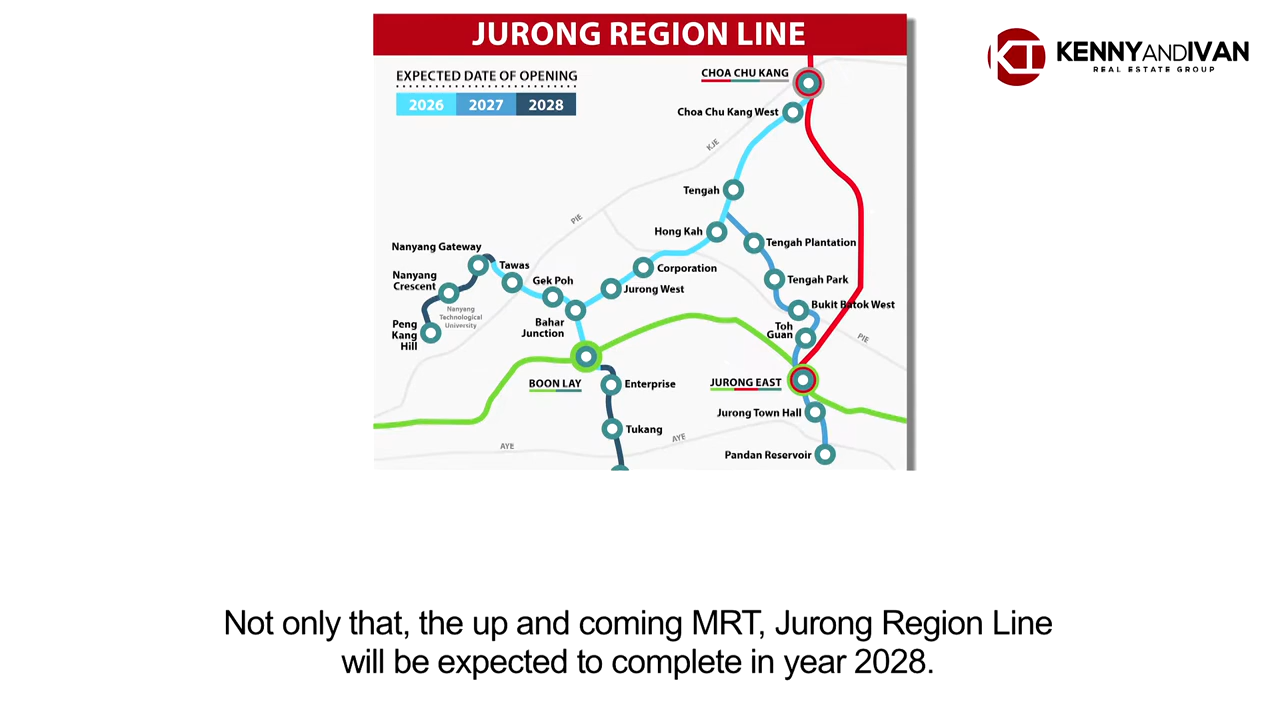 JURONG REGION LINE
KENNYANDIVAN
REAL ESTATE GROUP
KT
EXPECTED DATE OF OPENING
2026 2027 2028
CHOA CHU KANG
Choa Chu Kang West
KJE
Tengah
PIE
Hong Kah
Tengah Plantation
Nanyang Gateway
Tawas
Corporation
Nanyang
Crescent
Gek Poh
Tengah Park
Jurong West
Bukit Batok West
Nanyang
Technological
University
Bahar
Junction
Peng
Kang
Hill
Toh
Guan
PIE
BOON LAY
Enterprise
JURONG EAST
Jurong Town Hall
Tukang
AYE
AYE
Pandan Reservoir
Not only that, the up and coming MRT, Jurong Region Line
will be expected to complete in year 2028.